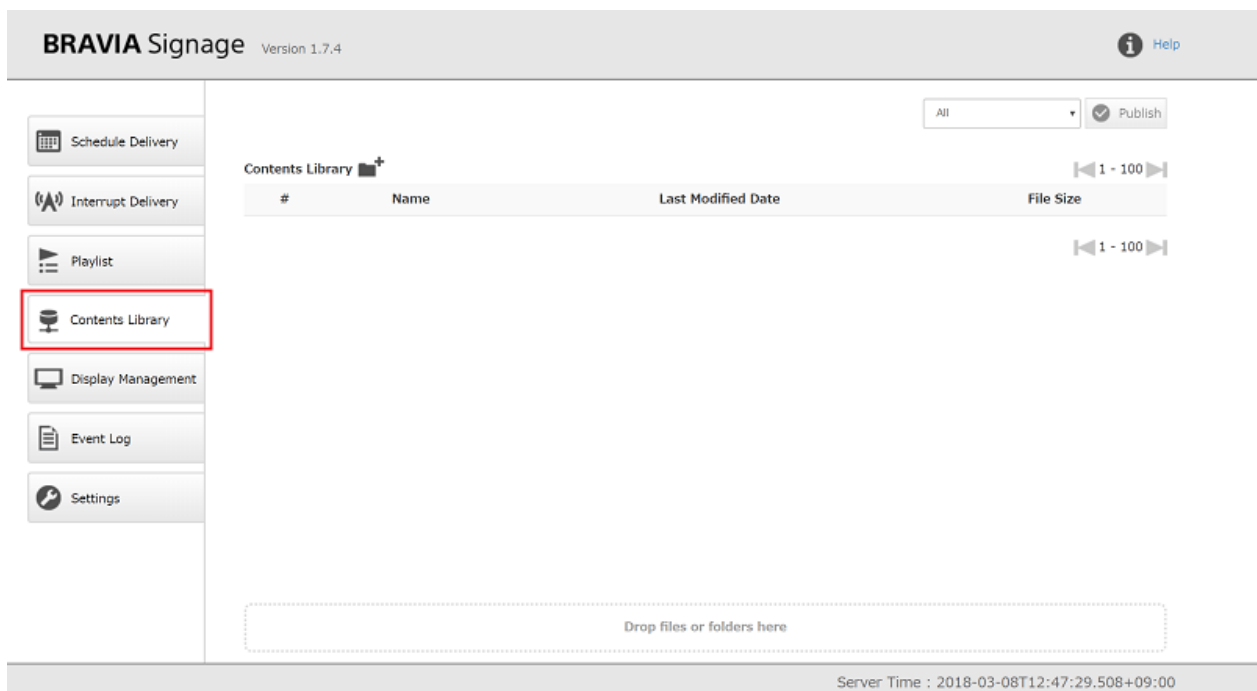 BRAVIA Signage Version 1.7.4
Help
All
Publish
Schedule Delivery
Interrupt Delivery
Playlist
Contents Library
Display Management
Event Log
Settings
Contents Library
1 - 100
# Name Last Modified Date File Size
1 - 100
Drop files or folders here
Server Time : 2018-03-08T12:47:29.508+09:00